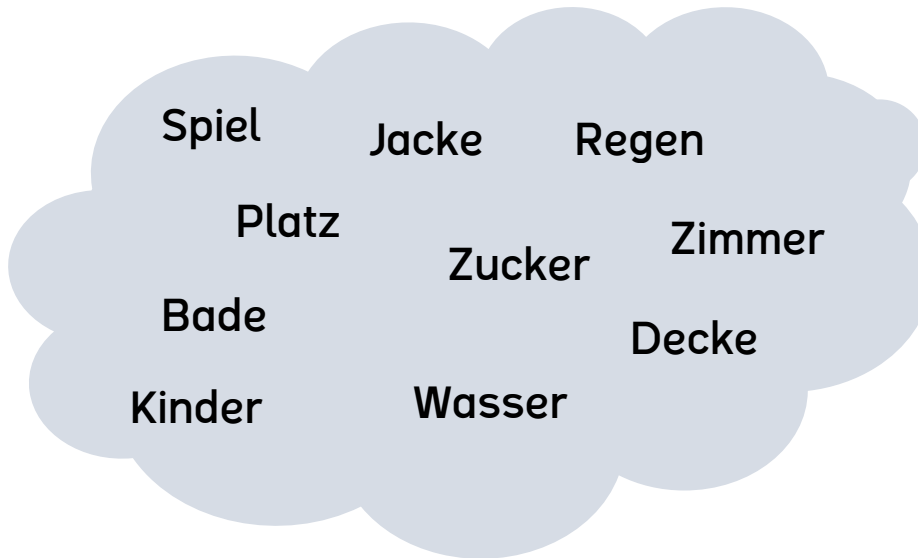 Spiel
Jacke
Regen
Platz
Zimmer
Zucker
Bade
Decke
Kinder
Wasser